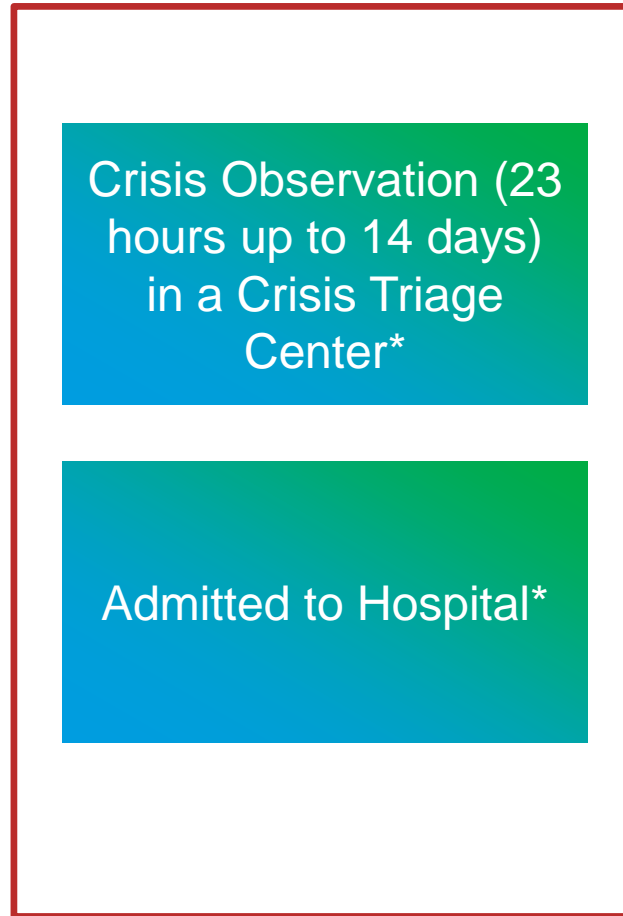 Crisis Observation (23
hours up to 14 days)
in a Crisis Triage
Center*
Admitted to Hospital*